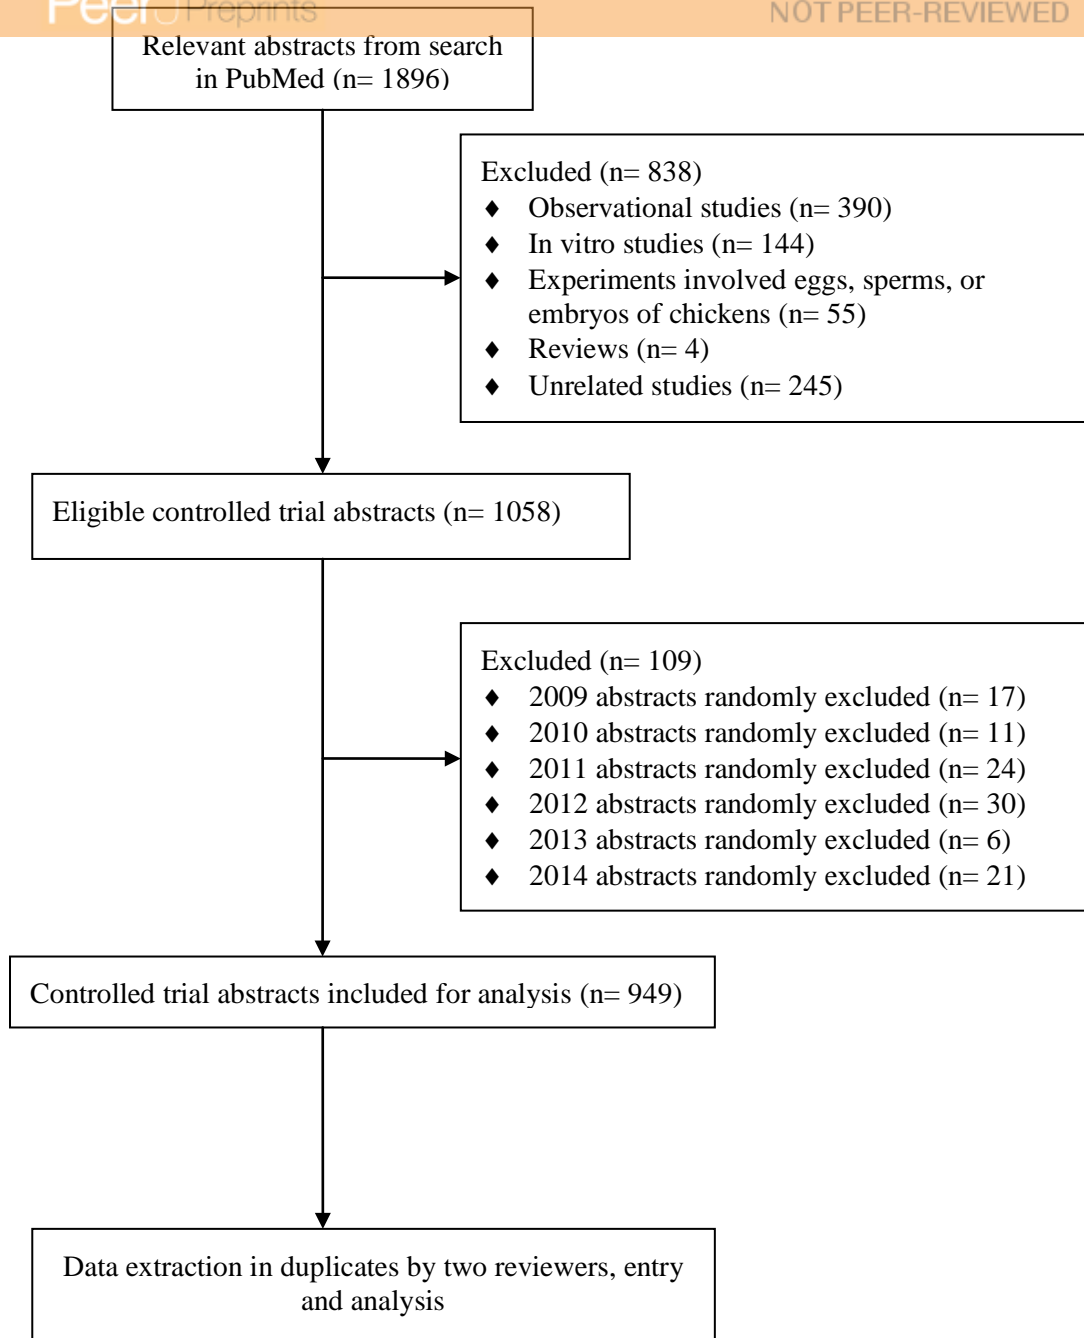 PeerJ Preprints
NOT PEER-REVIEWED
Relevant abstracts from search
in PubMed (n= 1896)
Excluded (n= 838)
♦ Observational studies (n= 390)
♦ In vitro studies (n= 144)
♦ Experiments involved eggs, sperms, or
embryos of chickens (n= 55)
♦ Reviews (n= 4)
♦ Unrelated studies (n= 245)
Eligible controlled trial abstracts (n= 1058)
Excluded (n= 109)
♦ 2009 abstracts randomly excluded (n= 17)
♦ 2010 abstracts randomly excluded (n= 11)
♦ 2011 abstracts randomly excluded (n= 24)
♦ 2012 abstracts randomly excluded (n= 30)
♦ 2013 abstracts randomly excluded (n= 6)
♦ 2014 abstracts randomly excluded (n= 21)
Controlled trial abstracts included for analysis (n= 949)
Data extraction in duplicates by two reviewers, entry
and analysis